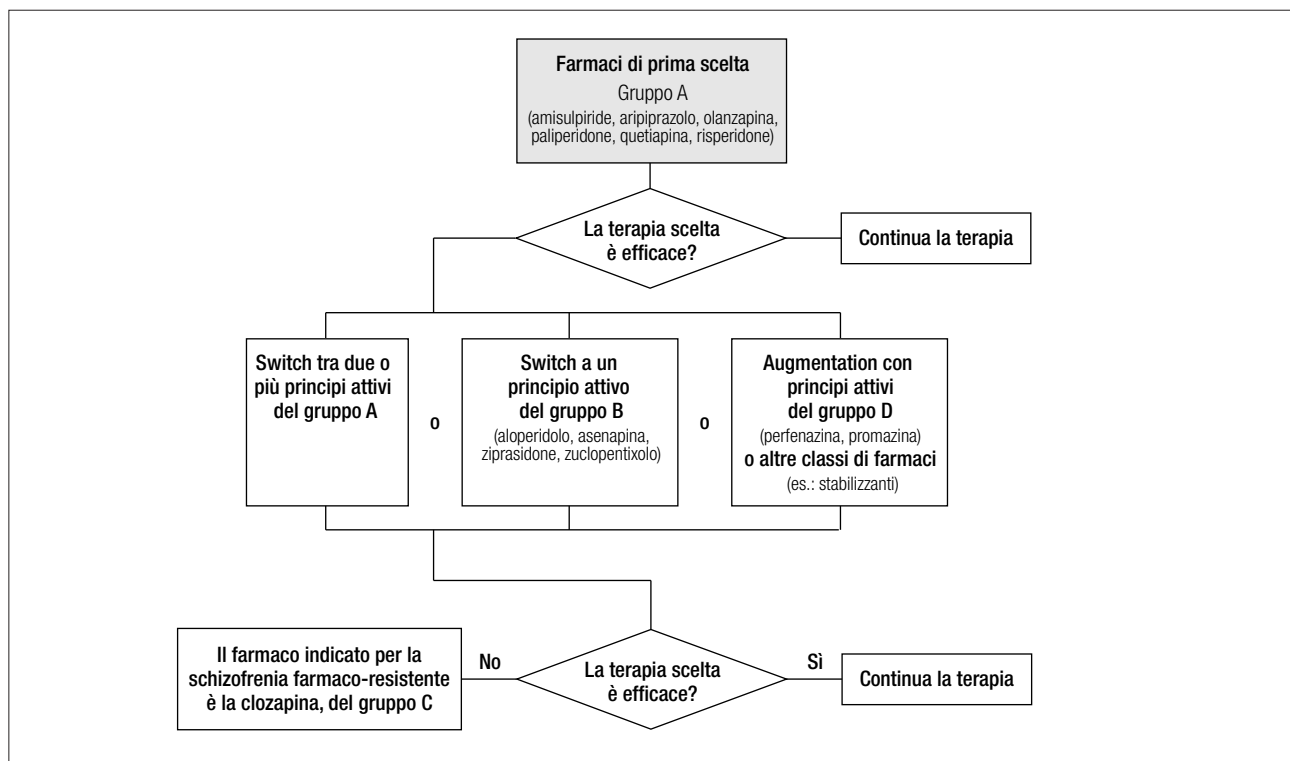 Farmaci di prima scelta
Gruppo A
(amisulpiride, aripiprazolo, olanzapina,
paliperidone, quetiapina, risperidone)
La terapia scelta
è efficace?
Continua la terapia
Switch tra due o
più principi attivi
del gruppo A
o
Switch a un
principio attivo
del gruppo B
(aloperidolo, asenapina,
ziprasidone, zuclopentixolo)
o
Augmentation con
principi attivi
del gruppo D
(perfenazina, promazina)
o altre classi di farmaci
(es.: stabilizzanti)
Il farmaco indicato per la
schizofrenia farmaco-resistente
è la clozapina, del gruppo C
No
La terapia scelta
è efficace?
Sì
Continua la terapia